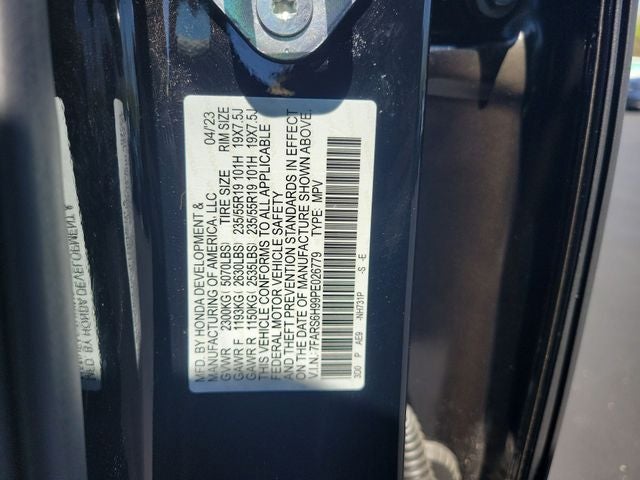 MFD. BY HONDA DEVELOPMENT &
MANUFACTURING OF AMERICA, LLC 04/'23
GVWR 2300KG( 5070LBS) TIRE SIZE RIM SIZE
GAWR F 1193KG( 2630LBS) 235/55R19 101H 19X7.5J
GAWR R 1150KG( 2535LBS) 235/55R19 101H 19X7.5J
THIS VEHICLE CONFORMS TO ALL APPLICABLE
FEDERAL MOTOR VEHICLE SAFETY
AND THEFT PREVENTION STANDARDS IN EFFECT
ON THE DATE OF MANUFACTURE SHOWN ABOVE.
V.I.N.:7FARS6H99PE026779 TYPE: MPV
3D0 P AE9 -NH731P -S -E